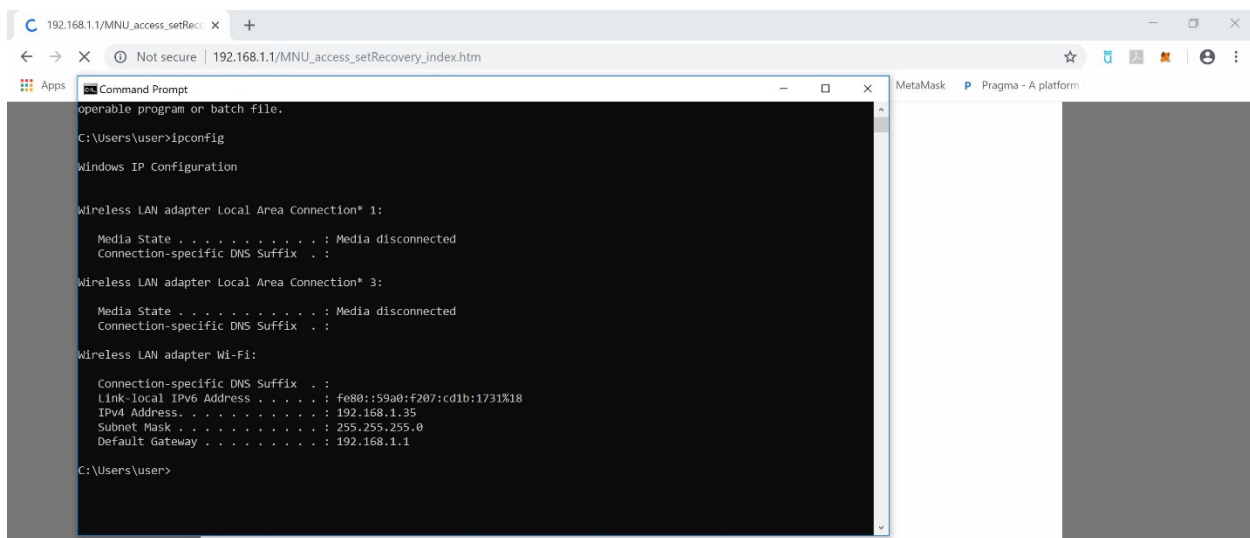 192.168.1.1/MNU_access_setRec
Not secure | 192.168.1.1/MNU_access_setRecovery_index.htm
Apps
MetaMask
P Pragma - A platform
Command Prompt
operable program or batch file.
C:\Users\user>ipconfig
Windows IP Configuration
Wireless LAN adapter Local Area Connection* 1:
Media State . . . . . . . . . . . : Media disconnected
Connection-specific DNS Suffix . :
Wireless LAN adapter Local Area Connection* 3:
Media State . . . . . . . . . . . : Media disconnected
Connection-specific DNS Suffix . :
Wireless LAN adapter Wi-Fi:
Connection-specific DNS Suffix . :
Link-local IPv6 Address . . . . . : fe80::59a0:f207:cd1b:1731%18
IPv4 Address. . . . . . . . . . . : 192.168.1.35
Subnet Mask . . . . . . . . . . . : 255.255.255.0
Default Gateway . . . . . . . . . : 192.168.1.1
C:\Users\user>